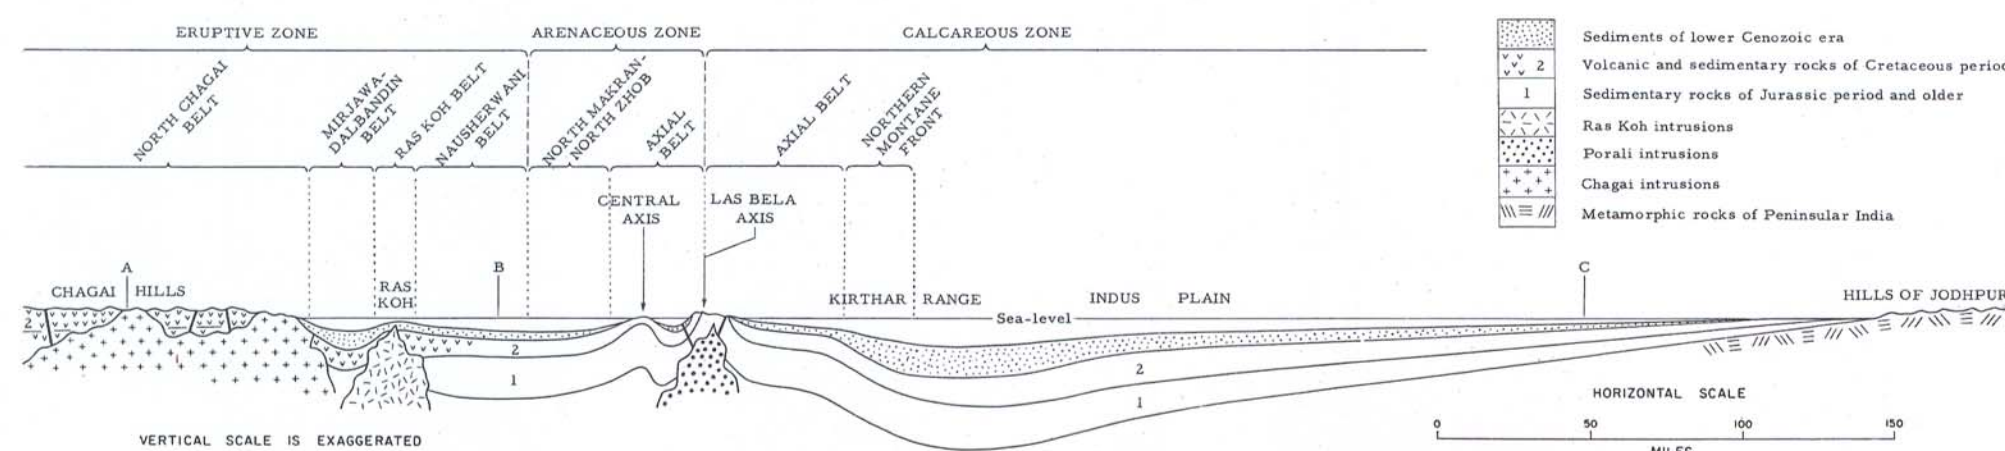 ERUPTIVE ZONE
ARENACEOUS ZONE
CALCAREOUS ZONE
NORTH CHAGAI
BELT
MIRJAWA-
DALBANDIN
BELT
RAS KOH BELT
NAUSHERWANI
BELT
NORTH MAKRAN-
NORTH ZHOB
AXIAL
BELT
AXIAL BELT
NORTHERN
MONTANE
FRONT
CENTRAL
AXIS
LAS BELA
AXIS
A
CHAGAI HILLS
RAS
KOH
B
KIRTHAR RANGE
INDUS PLAIN
C
HILLS OF JODHPUR
Sea-level
2
2
1
2
1
VERTICAL SCALE IS EXAGGERATED
Sediments of lower Cenozoic era
2 Volcanic and sedimentary rocks of Cretaceous period
1 Sedimentary rocks of Jurassic period and older
Ras Koh intrusions
Porali intrusions
Chagai intrusions
Metamorphic rocks of Peninsular India
HORIZONTAL SCALE
0 50 100 150
MILES